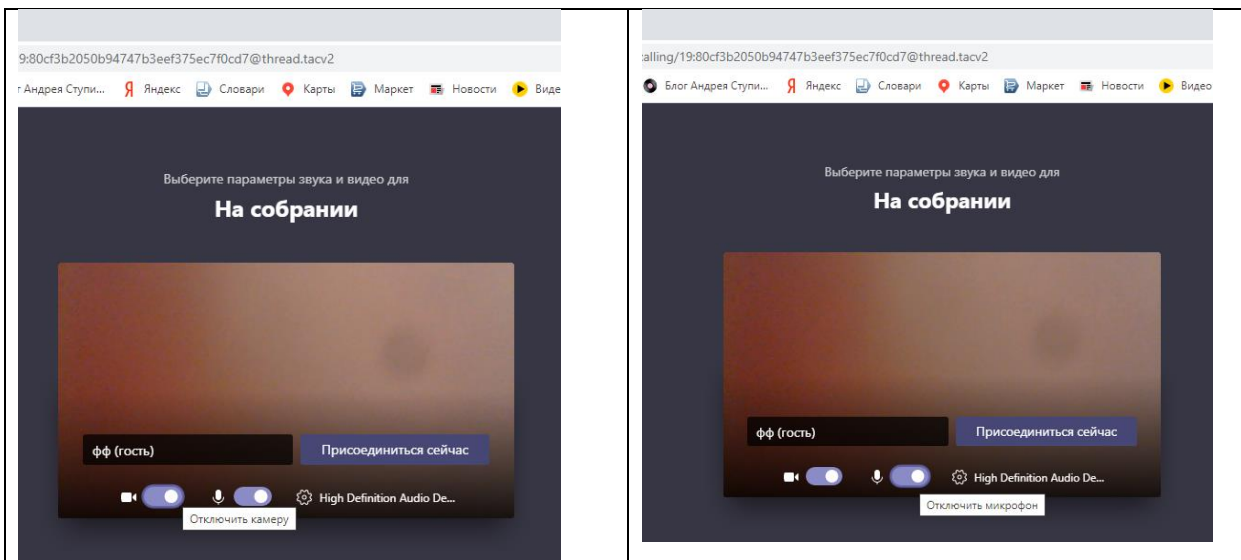 9:80cf3b2050b94747b3eef375ec7f0cd7@thread.tacv2
г Андрея Ступи... Яндекс Словари Карты Маркет Новости Виде
Выберите параметры звука и видео для
На собрании
фф (гость)
Присоединиться сейчас
High Definition Audio De...
Отключить камеру
:alling/19:80cf3b2050b94747b3eef375ec7f0cd7@thread.tacv2
Блог Андрея Ступи... Яндекс Словари Карты Маркет Новости Видео
Выберите параметры звука и видео для
На собрании
фф (гость)
Присоединиться сейчас
High Definition Audio De...
Отключить микрофон